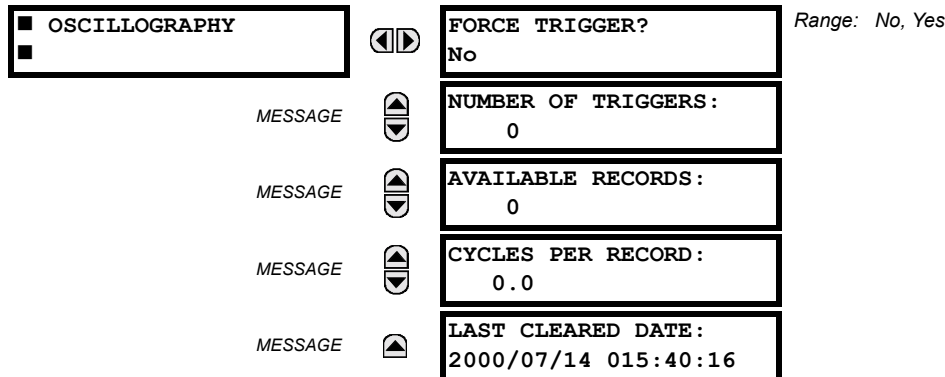 ■ OSCILLOGRAPHY
■
FORCE TRIGGER?
No
Range: No, Yes
MESSAGE
NUMBER OF TRIGGERS:
0
MESSAGE
AVAILABLE RECORDS:
0
MESSAGE
CYCLES PER RECORD:
0.0
MESSAGE
LAST CLEARED DATE:
2000/07/14 015:40:16